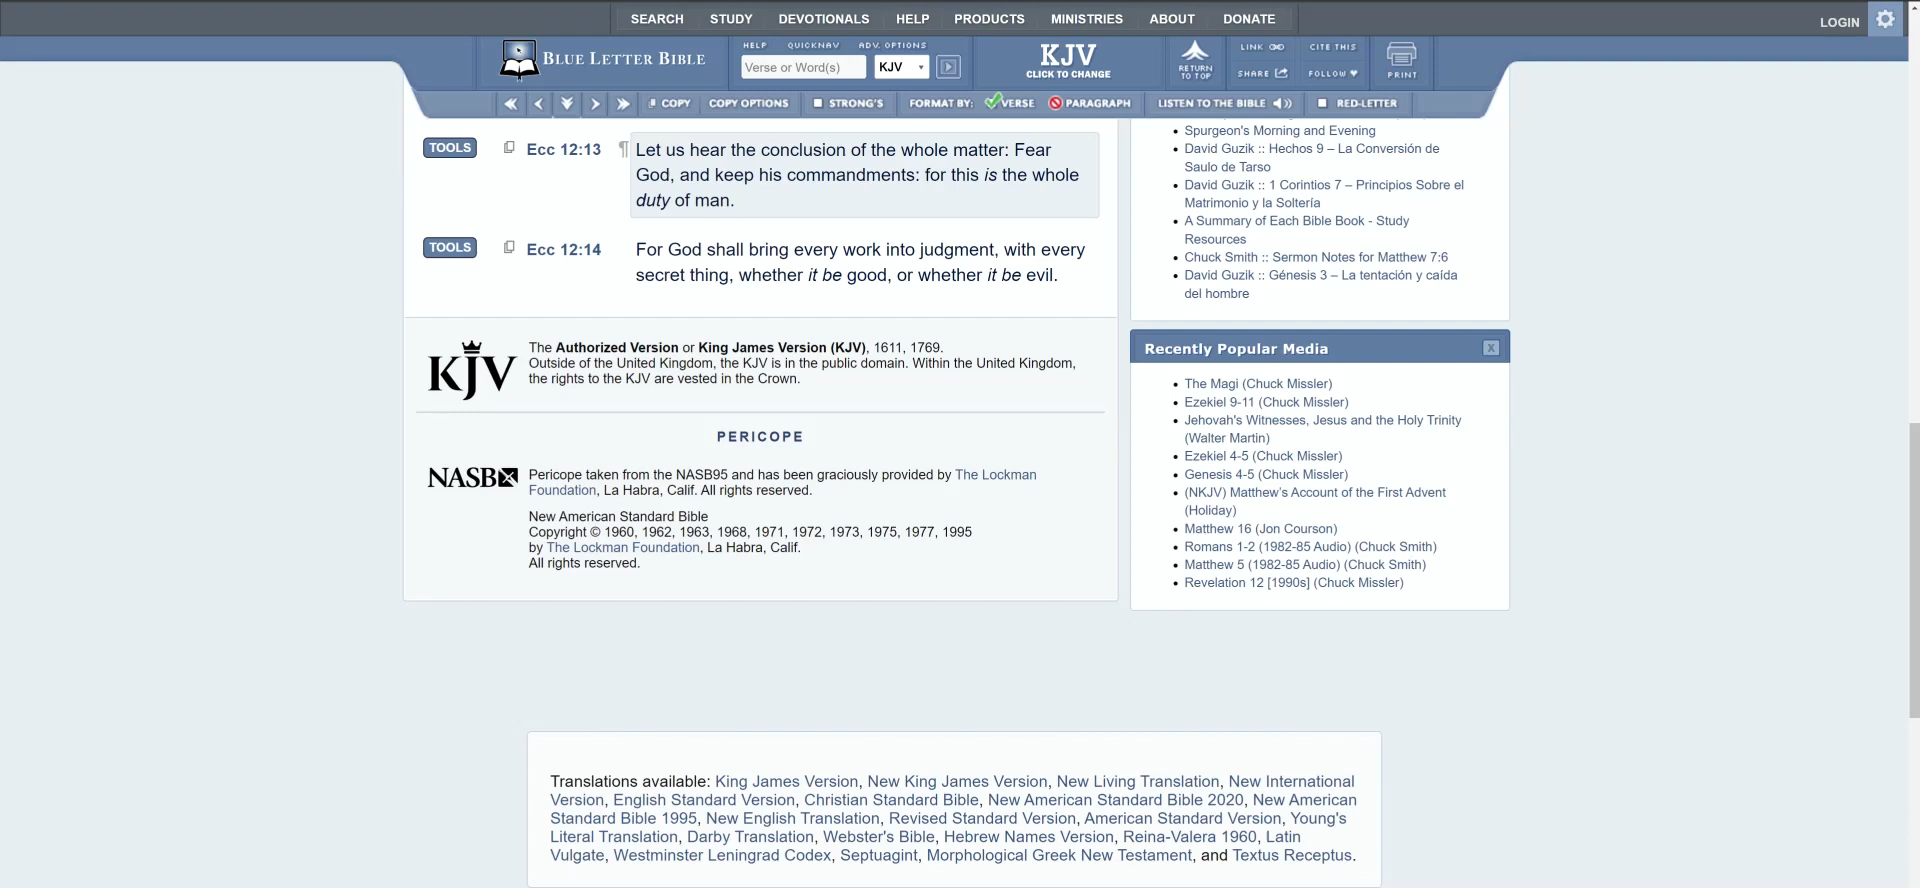 SEARCH STUDY DEVOTIONALS HELP PRODUCTS MINISTRIES ABOUT DONATE
LOGIN
BLUE LETTER BIBLE
HELP QUICKNAV ADV. OPTIONS
Verse or Word(s) KJV
KJV
CLICK TO CHANGE
RETURN
TO TOP
LINK CITE THIS
SHARE FOLLOW
PRINT
COPY COPY OPTIONS STRONG'S FORMAT BY: VERSE PARAGRAPH LISTEN TO THE BIBLE RED-LETTER
TOOLS Ecc 12:13 ¶ Let us hear the conclusion of the whole matter: Fear
God, and keep his commandments: for this is the whole
duty of man.
TOOLS Ecc 12:14 For God shall bring every work into judgment, with every
secret thing, whether it be good, or whether it be evil.
KJV
The Authorized Version or King James Version (KJV), 1611, 1769.
Outside of the United Kingdom, the KJV is in the public domain. Within the United Kingdom,
the rights to the KJV are vested in the Crown.
PERICOPE
NASB
Pericope taken from the NASB95 and has been graciously provided by The Lockman
Foundation, La Habra, Calif. All rights reserved.
New American Standard Bible
Copyright © 1960, 1962, 1963, 1968, 1971, 1972, 1973, 1975, 1977, 1995
by The Lockman Foundation, La Habra, Calif.
All rights reserved.
• Spurgeon's Morning and Evening
• David Guzik :: Hechos 9 – La Conversión de
Saulo de Tarso
• David Guzik :: 1 Corintios 7 – Principios Sobre el
Matrimonio y la Soltería
• A Summary of Each Bible Book - Study
Resources
• Chuck Smith :: Sermon Notes for Matthew 7:6
• David Guzik :: Génesis 3 – La tentación y caída
del hombre
Recently Popular Media X
• The Magi (Chuck Missler)
• Ezekiel 9-11 (Chuck Missler)
• Jehovah's Witnesses, Jesus and the Holy Trinity
(Walter Martin)
• Ezekiel 4-5 (Chuck Missler)
• Genesis 4-5 (Chuck Missler)
• (NKJV) Matthew's Account of the First Advent
(Holiday)
• Matthew 16 (Jon Courson)
• Romans 1-2 (1982-85 Audio) (Chuck Smith)
• Matthew 5 (1982-85 Audio) (Chuck Smith)
• Revelation 12 [1990s] (Chuck Missler)
Translations available: King James Version, New King James Version, New Living Translation, New International
Version, English Standard Version, Christian Standard Bible, New American Standard Bible 2020, New American
Standard Bible 1995, New English Translation, Revised Standard Version, American Standard Version, Young's
Literal Translation, Darby Translation, Webster's Bible, Hebrew Names Version, Reina-Valera 1960, Latin
Vulgate, Westminster Leningrad Codex, Septuagint, Morphological Greek New Testament, and Textus Receptus.